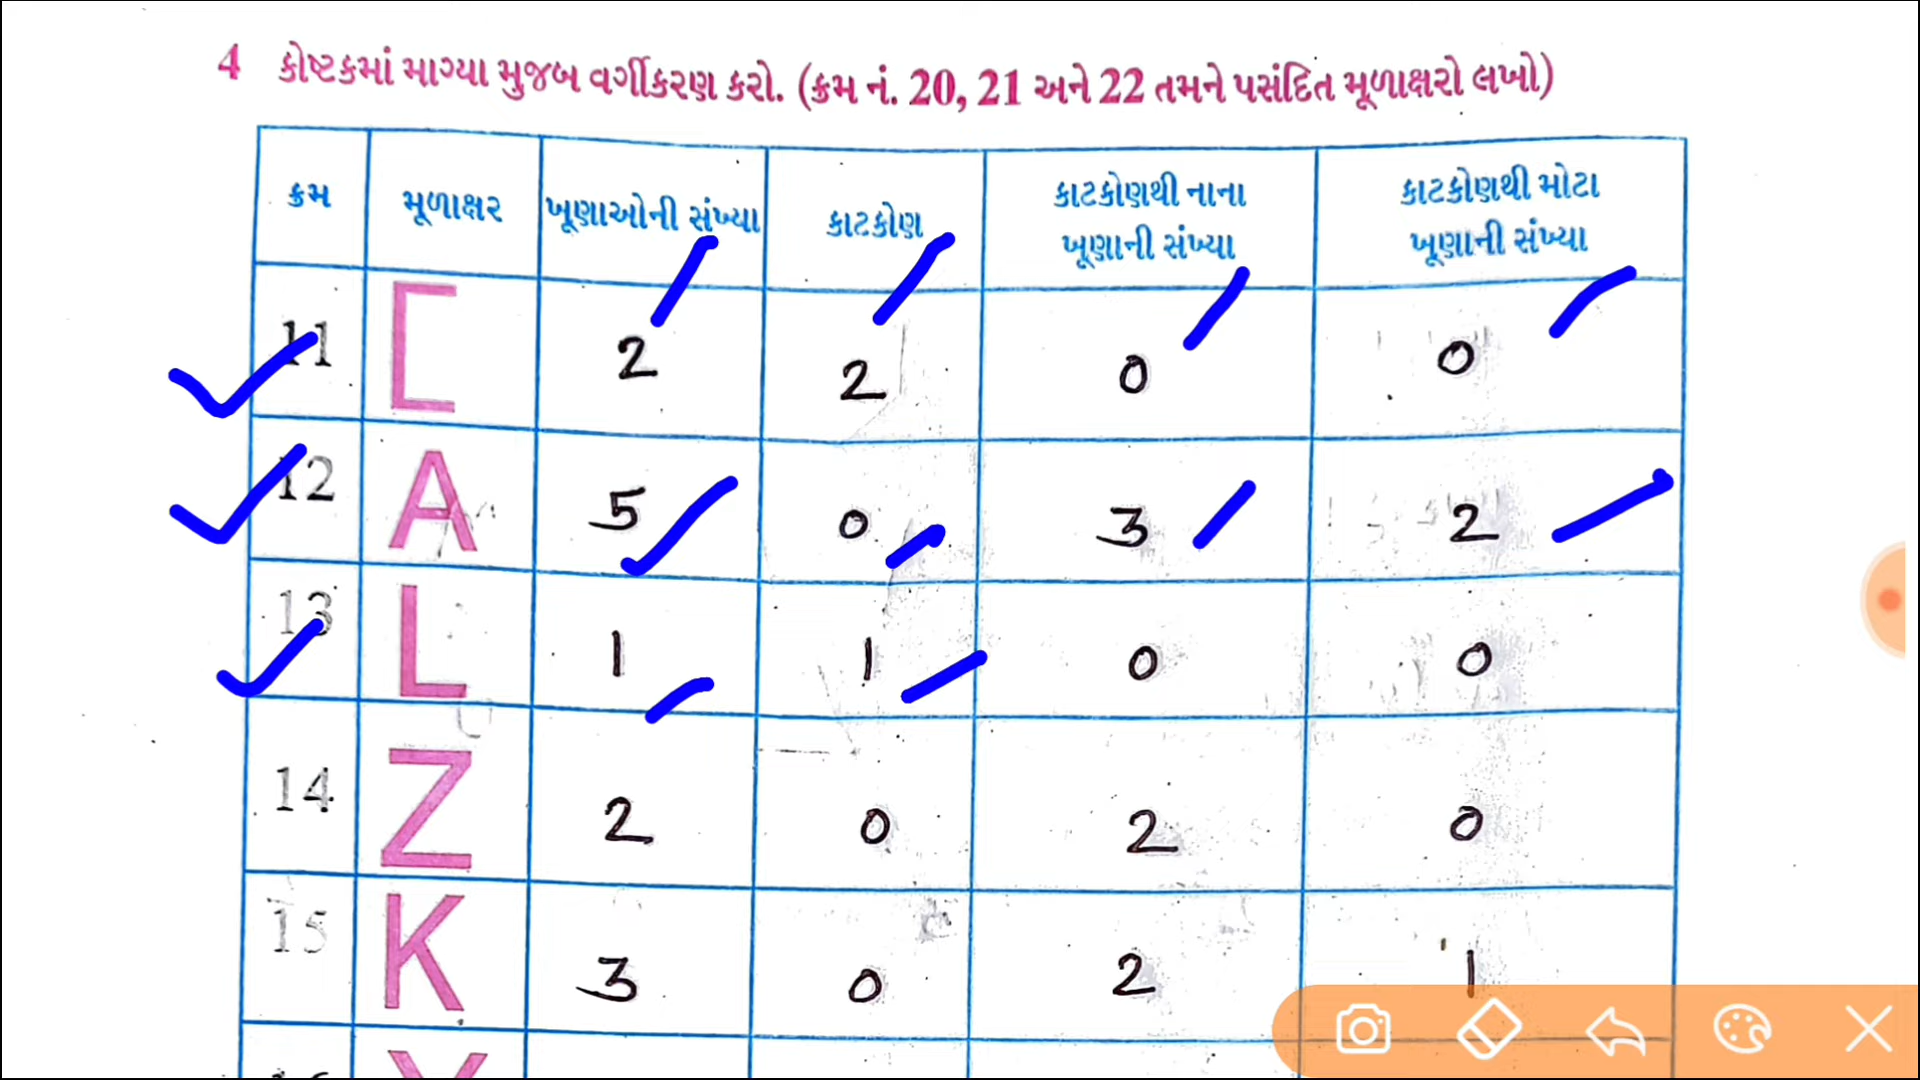 4 કોષ્ટકમાં માગ્યા મુજબ વર્ગીકરણ કરો. (ક્રમ નં. 20, 21 અને 22 તમને પસંદિત મૂળાક્ષરો લખો)
ક્રમ મૂળાક્ષર ખૂણાઓની સંખ્યા કાટકોણ કાટકોણથી નાના ખૂણાની સંખ્યા કાટકોણથી મોટા ખૂણાની સંખ્યા
11 [ 2 2 0 0
12 A 5 0 3 2
13 L 1 1 0 0
14 Z 2 0 2 0
15 K 3 0 2 1